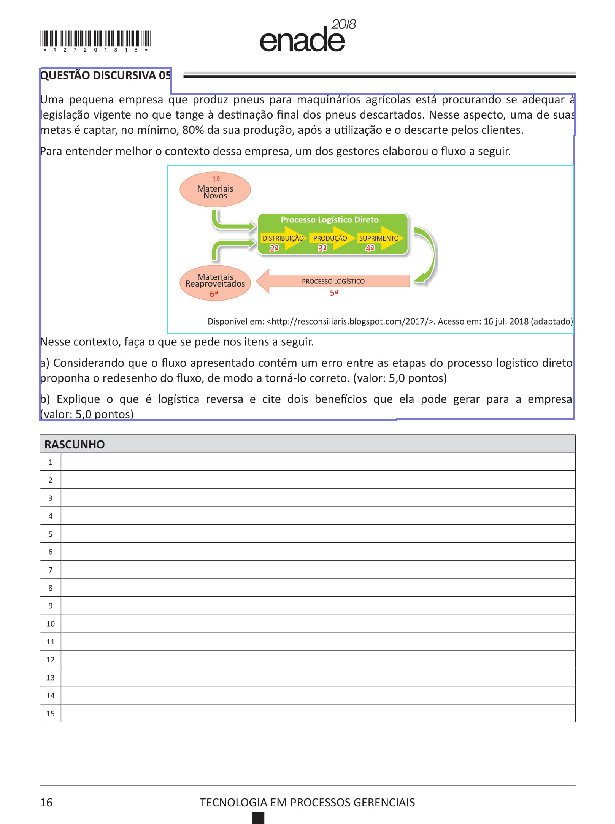 *R2720181S*
enade 2018
QUESTÃO DISCURSIVA 05
Uma pequena empresa que produz pneus para maquinários agrícolas está procurando se adequar à
legislação vigente no que tange à destinação final dos pneus descartados. Nesse aspecto, uma de suas
metas é captar, no mínimo, 80% da sua produção, após a utilização e o descarte pelos clientes.
Para entender melhor o contexto dessa empresa, um dos gestores elaborou o fluxo a seguir.
1º
Materiais
Novos
Processo Logístico Direto
DISTRIBUIÇÃO PRODUÇÃO SUPRIMENTO
2º 3º 4º
Materiais
Reaproveitados
6º
PROCESSO LOGÍSTICO
5º
Disponível em: <http://resconsiliaris.blogspot.com/2017/>. Acesso em: 16 jul. 2018 (adaptado)
Nesse contexto, faça o que se pede nos itens a seguir.
a) Considerando que o fluxo apresentado contém um erro entre as etapas do processo logístico direto
proponha o redesenho do fluxo, de modo a torná-lo correto. (valor: 5,0 pontos)
b) Explique o que é logística reversa e cite dois benefícios que ela pode gerar para a empresa
(valor: 5,0 pontos)
RASCUNHO
1
2
3
4
5
6
7
8
9
10
11
12
13
14
15
16 TECNOLOGIA EM PROCESSOS GERENCIAIS